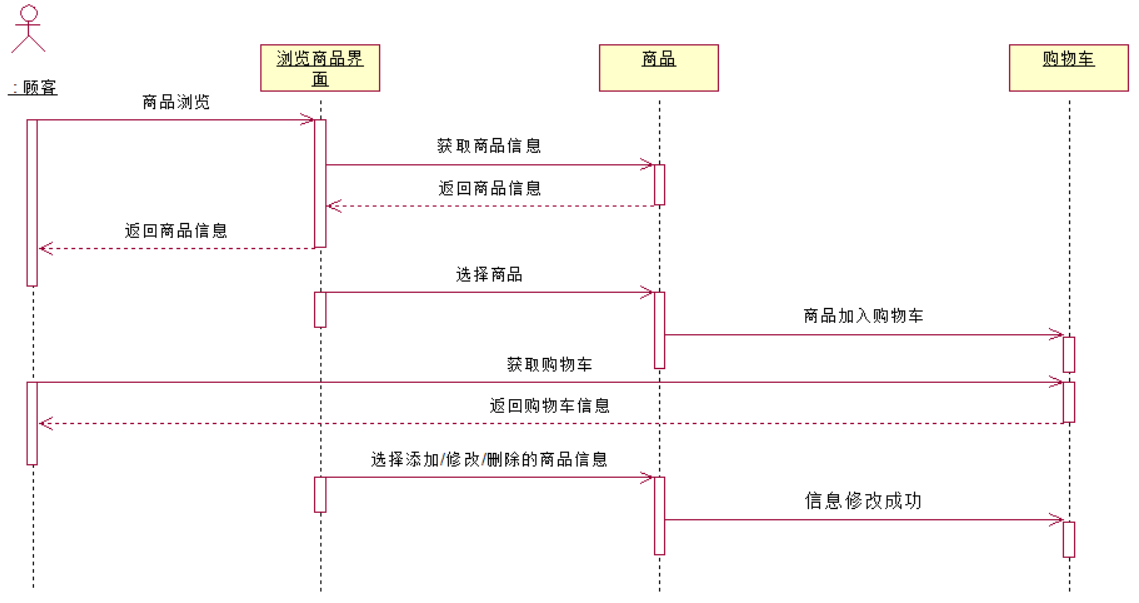 浏览商品界
面
商品
购物车
: 顾客
商品浏览
获取商品信息
返回商品信息
返回商品信息
选择商品
商品加入购物车
获取购物车
返回购物车信息
选择添加/修改/删除的商品信息
信息修改成功